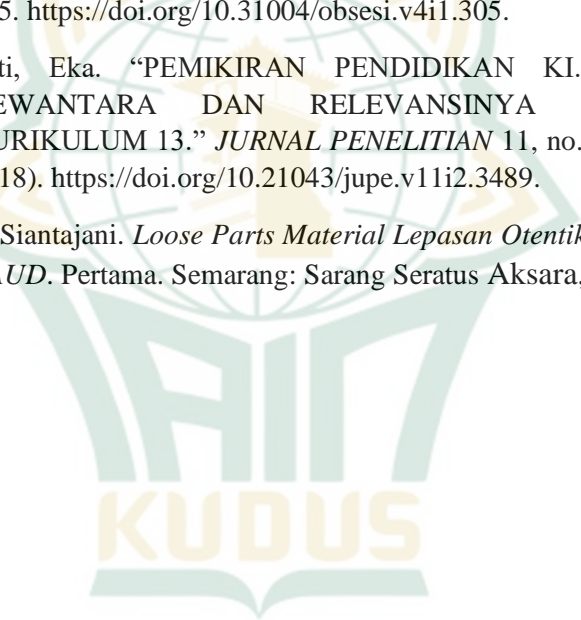 5. https://doi.org/10.31004/obsesi.v4i1.305.
ti, Eka. “PEMIKIRAN PENDIDIKAN KI.
EWANTARA DAN RELEVANSINYA
URIKULUM 13.” JURNAL PENELITIAN 11, no.
18). https://doi.org/10.21043/jupe.v11i2.3489.
Siantajani. Loose Parts Material Lepasan Otentik
UD. Pertama. Semarang: Sarang Seratus Aksara,
IAIN
KUDUS